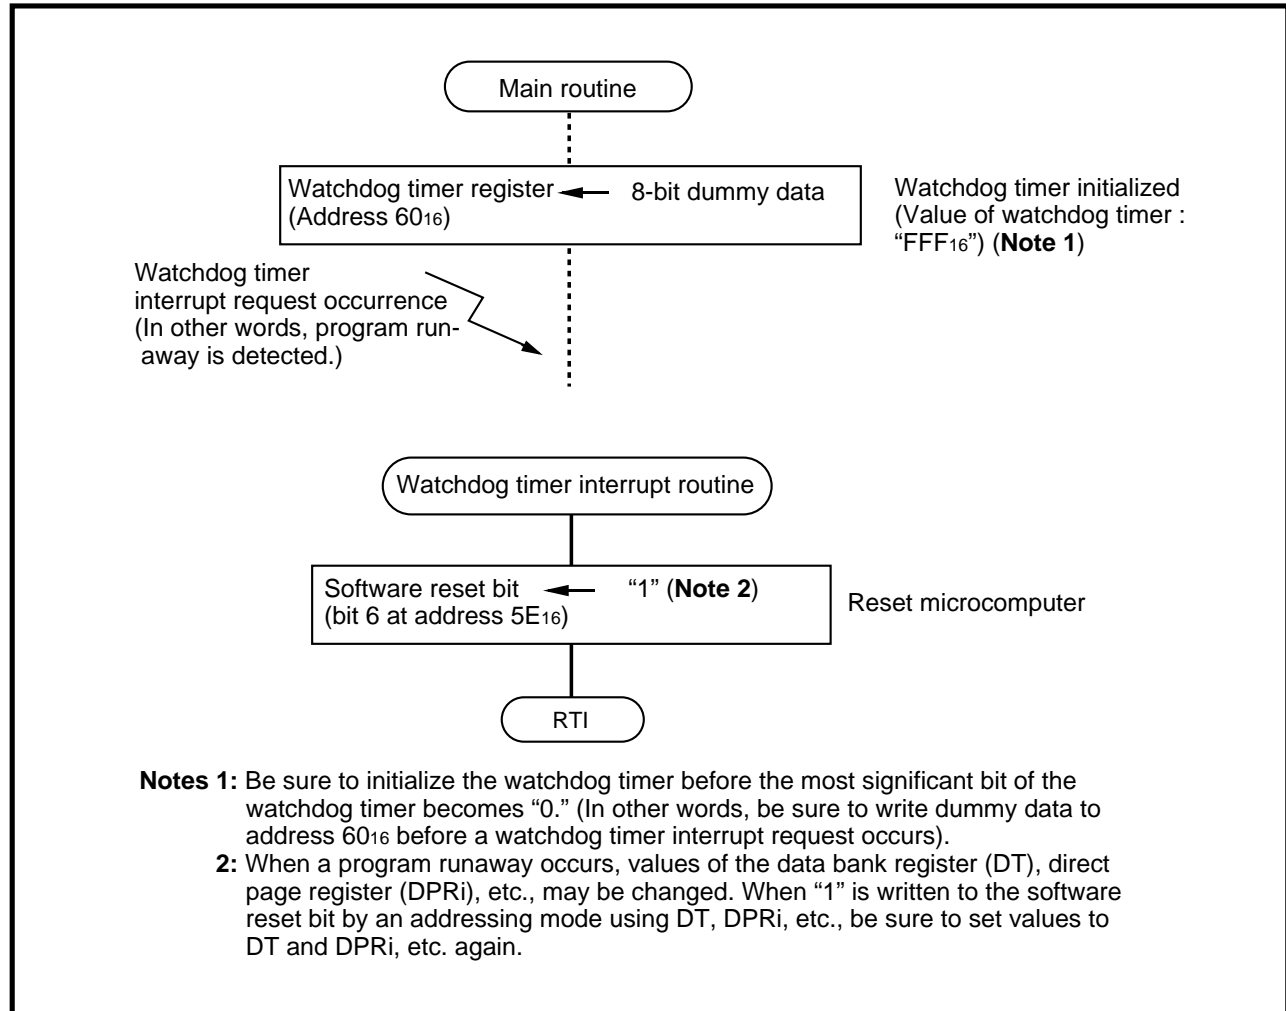 Main routine
Watchdog timer register ← 8-bit dummy data
(Address 60₁₆)
Watchdog timer initialized
(Value of watchdog timer :
“FFF₁₆”) (Note 1)
Watchdog timer
interrupt request occurrence
(In other words, program run-
away is detected.)
Watchdog timer interrupt routine
Software reset bit ← “1” (Note 2)
(bit 6 at address 5E₁₆)
Reset microcomputer
RTI
Notes 1: Be sure to initialize the watchdog timer before the most significant bit of the
watchdog timer becomes “0.” (In other words, be sure to write dummy data to
address 60₁₆ before a watchdog timer interrupt request occurs).
2: When a program runaway occurs, values of the data bank register (DT), direct
page register (DPRi), etc., may be changed. When “1” is written to the software
reset bit by an addressing mode using DT, DPRi, etc., be sure to set values to
DT and DPRi, etc. again.